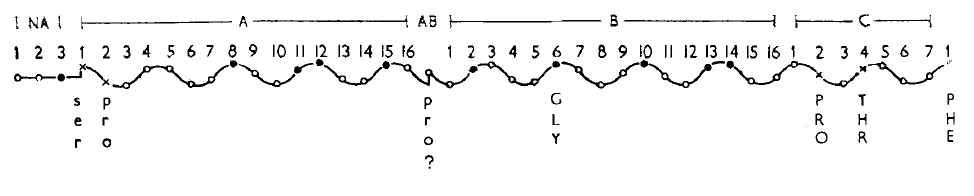 NA A AB B C
1 2 3 1 2 3 4 5 6 7 8 9 10 11 12 13 14 15 16 1 2 3 4 5 6 7 8 9 10 11 12 13 14 15 16 1 2 3 4 5 6 7 1
ser
pro
pro?
GLY
PRO
THR
PHE